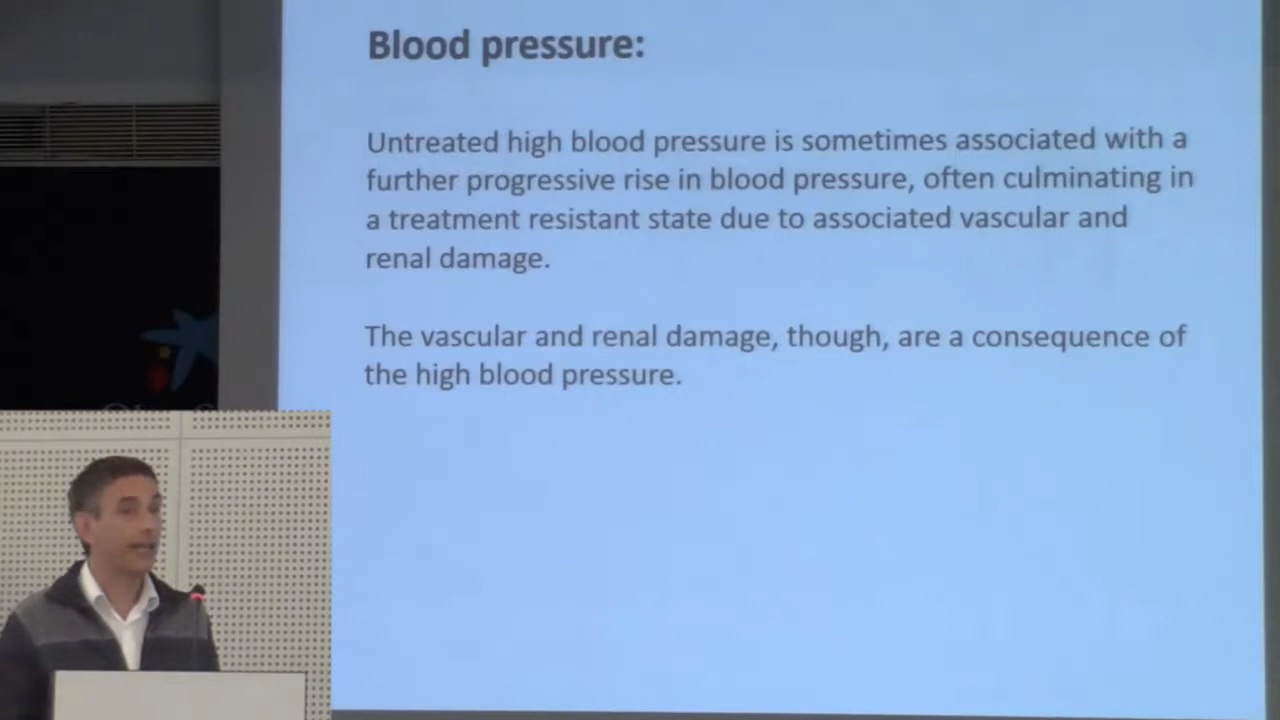 Blood pressure:
Untreated high blood pressure is sometimes associated with a
further progressive rise in blood pressure, often culminating in
a treatment resistant state due to associated vascular and
renal damage.
The vascular and renal damage, though, are a consequence of
the high blood pressure.